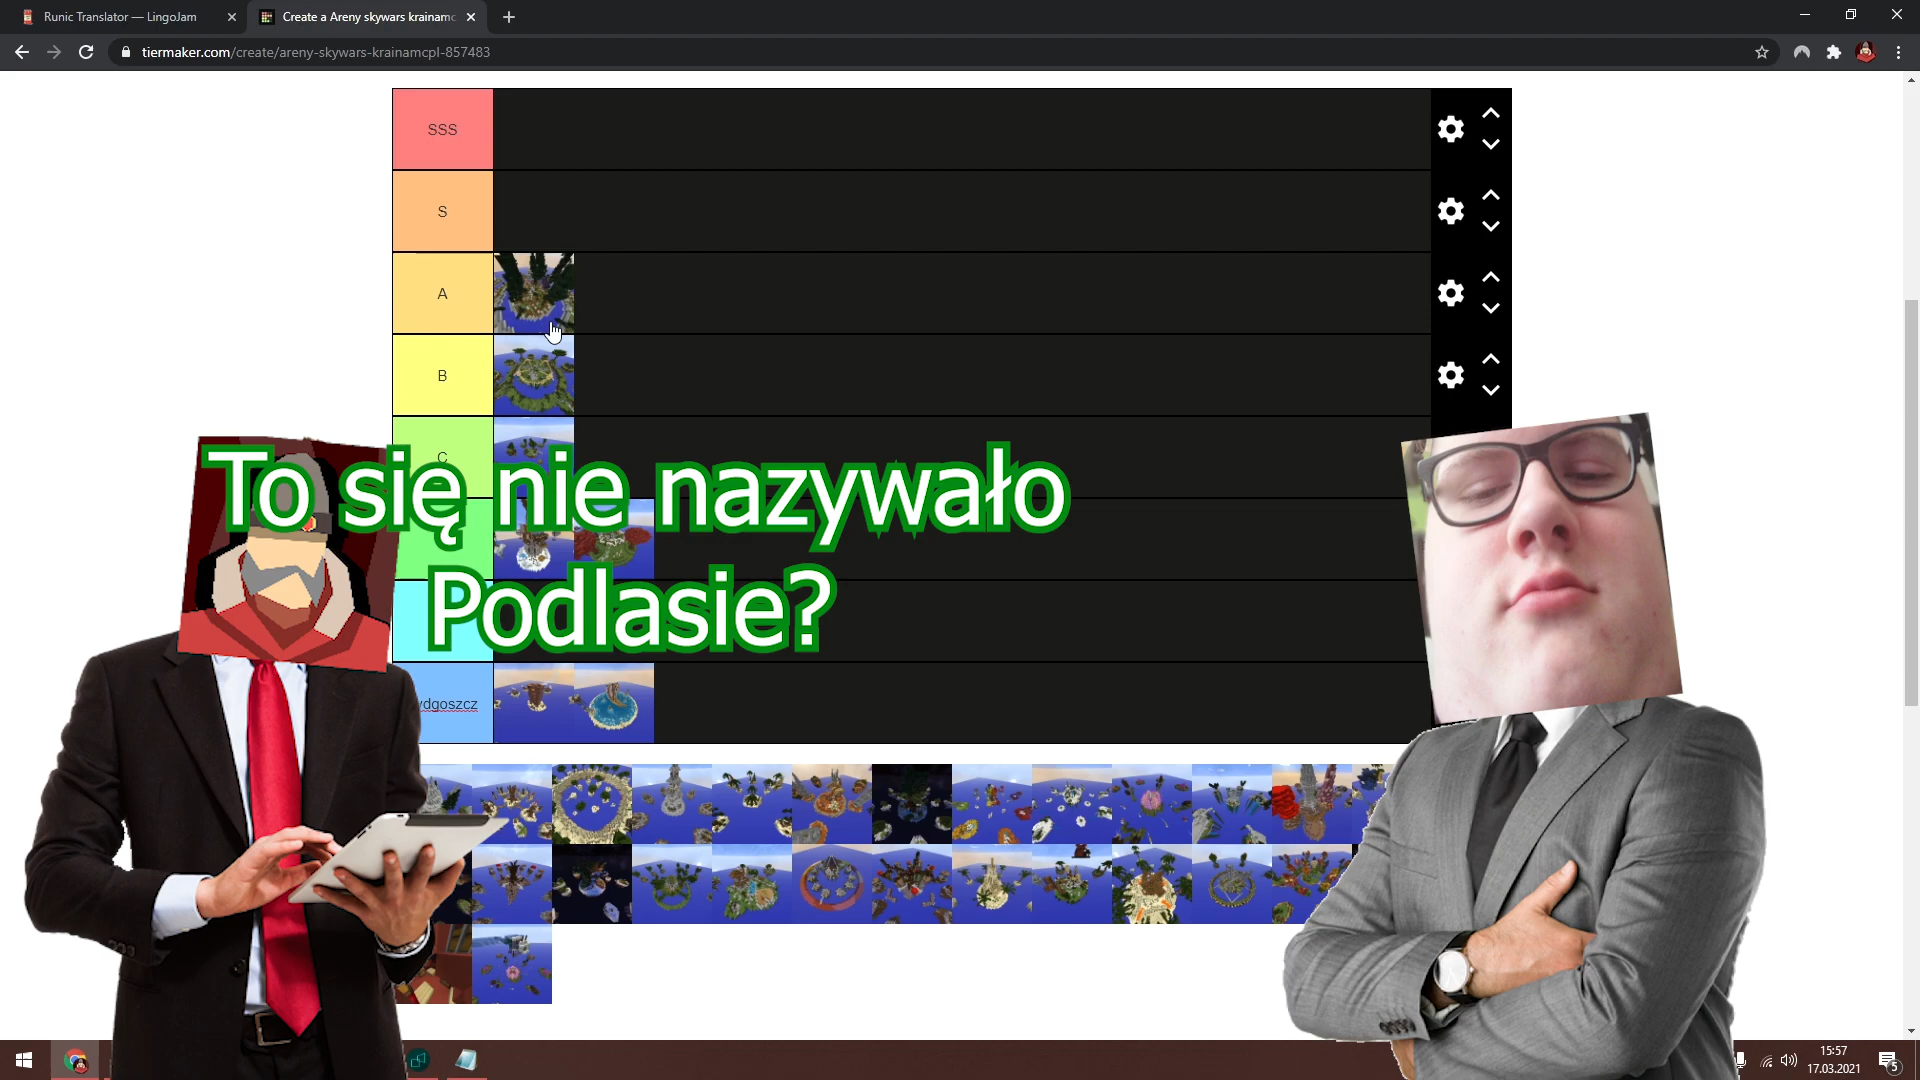 Runic Translator — LingoJam
Create a Areny skywars krainamc
tiermaker.com/create/areny-skywars-krainamcpl-857483
SSS
S
A
B
C
To się nie nazywało
Podlasie?
ydgoszcz
15:57
17.03.2021
5